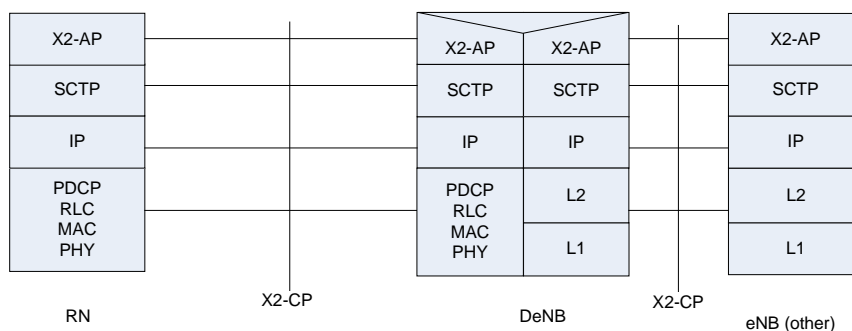 X2-AP
SCTP
IP
PDCP
RLC
MAC
PHY
RN
X2-CP
X2-AP X2-AP
SCTP SCTP
IP IP
PDCP
RLC
MAC
PHY
L2
L1
DeNB
X2-CP
X2-AP
SCTP
IP
L2
L1
eNB (other)